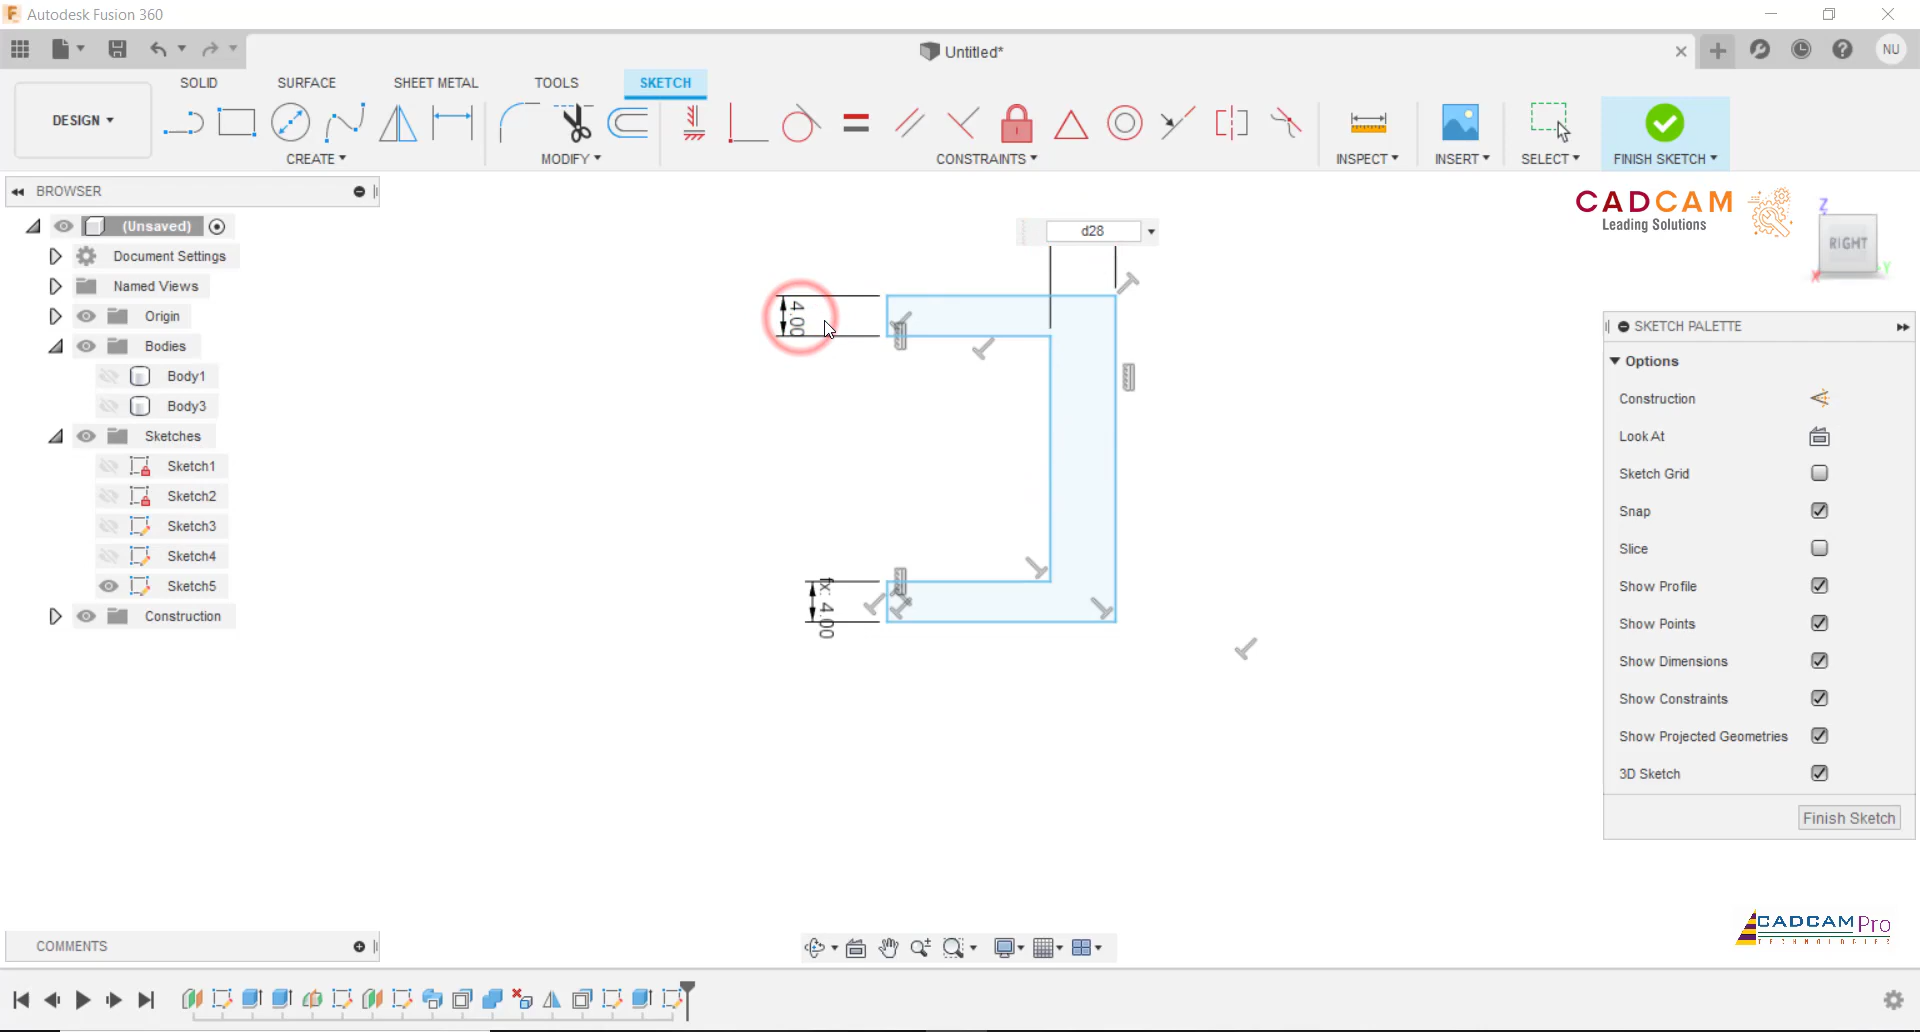 Autodesk Fusion 360
Untitled*
NU
SOLID
SURFACE
SHEET METAL
TOOLS
SKETCH
DESIGN
CREATE
MODIFY
CONSTRAINTS
INSPECT
INSERT
SELECT
FINISH SKETCH
BROWSER
(Unsaved)
Document Settings
Named Views
Origin
Bodies
Body1
Body3
Sketches
Sketch1
Sketch2
Sketch3
Sketch4
Sketch5
Construction
d28
4.00
fx: 4.00
CADCAM
Leading Solutions
Z
RIGHT
X
Y
SKETCH PALETTE
Options
Construction
Look At
Sketch Grid
Snap
Slice
Show Profile
Show Points
Show Dimensions
Show Constraints
Show Projected Geometries
3D Sketch
Finish Sketch
CADCAM Pro
TECHNOLOGIES
COMMENTS